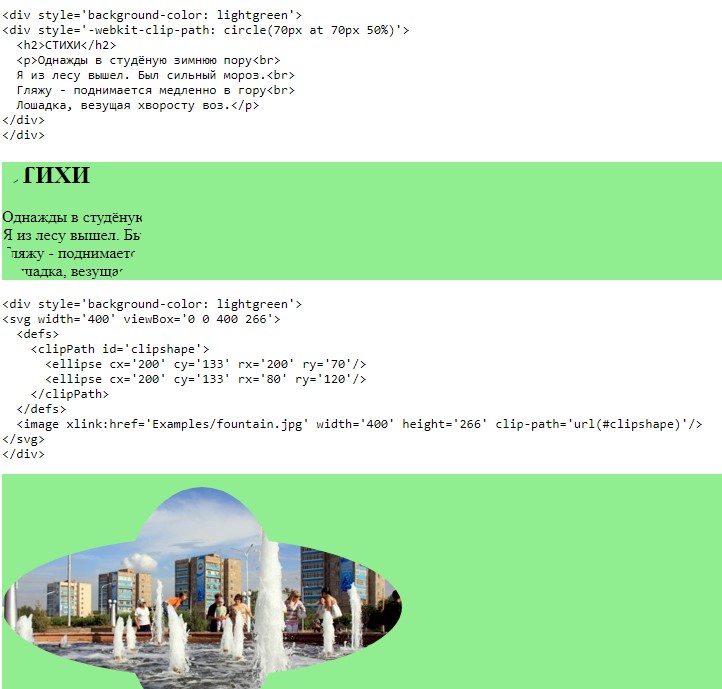 <div style='background-color: lightgreen'>
<div style='-webkit-clip-path: circle(70px at 70px 50%)'>
  <h2>СТИХИ</h2>
  <p>Однажды в студёную зимнюю пору<br>
  Я из лесу вышел. Был сильный мороз.<br>
  Гляжу - поднимается медленно в гору<br>
  Лошадка, везущая хворосту воз.</p>
</div>
</div>
ТИХИ
Однажды в студёную
Я из лесу вышел. Бы
Гляжу - поднимаетс
шадка, везущая
<div style='background-color: lightgreen'>
<svg width='400' viewBox='0 0 400 266'>
  <defs>
    <clipPath id='clipshape'>
      <ellipse cx='200' cy='133' rx='200' ry='70'/>
      <ellipse cx='200' cy='133' rx='80' ry='120'/>
    </clipPath>
  </defs>
  <image xlink:href='Examples/fountain.jpg' width='400' height='266' clip-path='url(#clipshape)'/>
</svg>
</div>